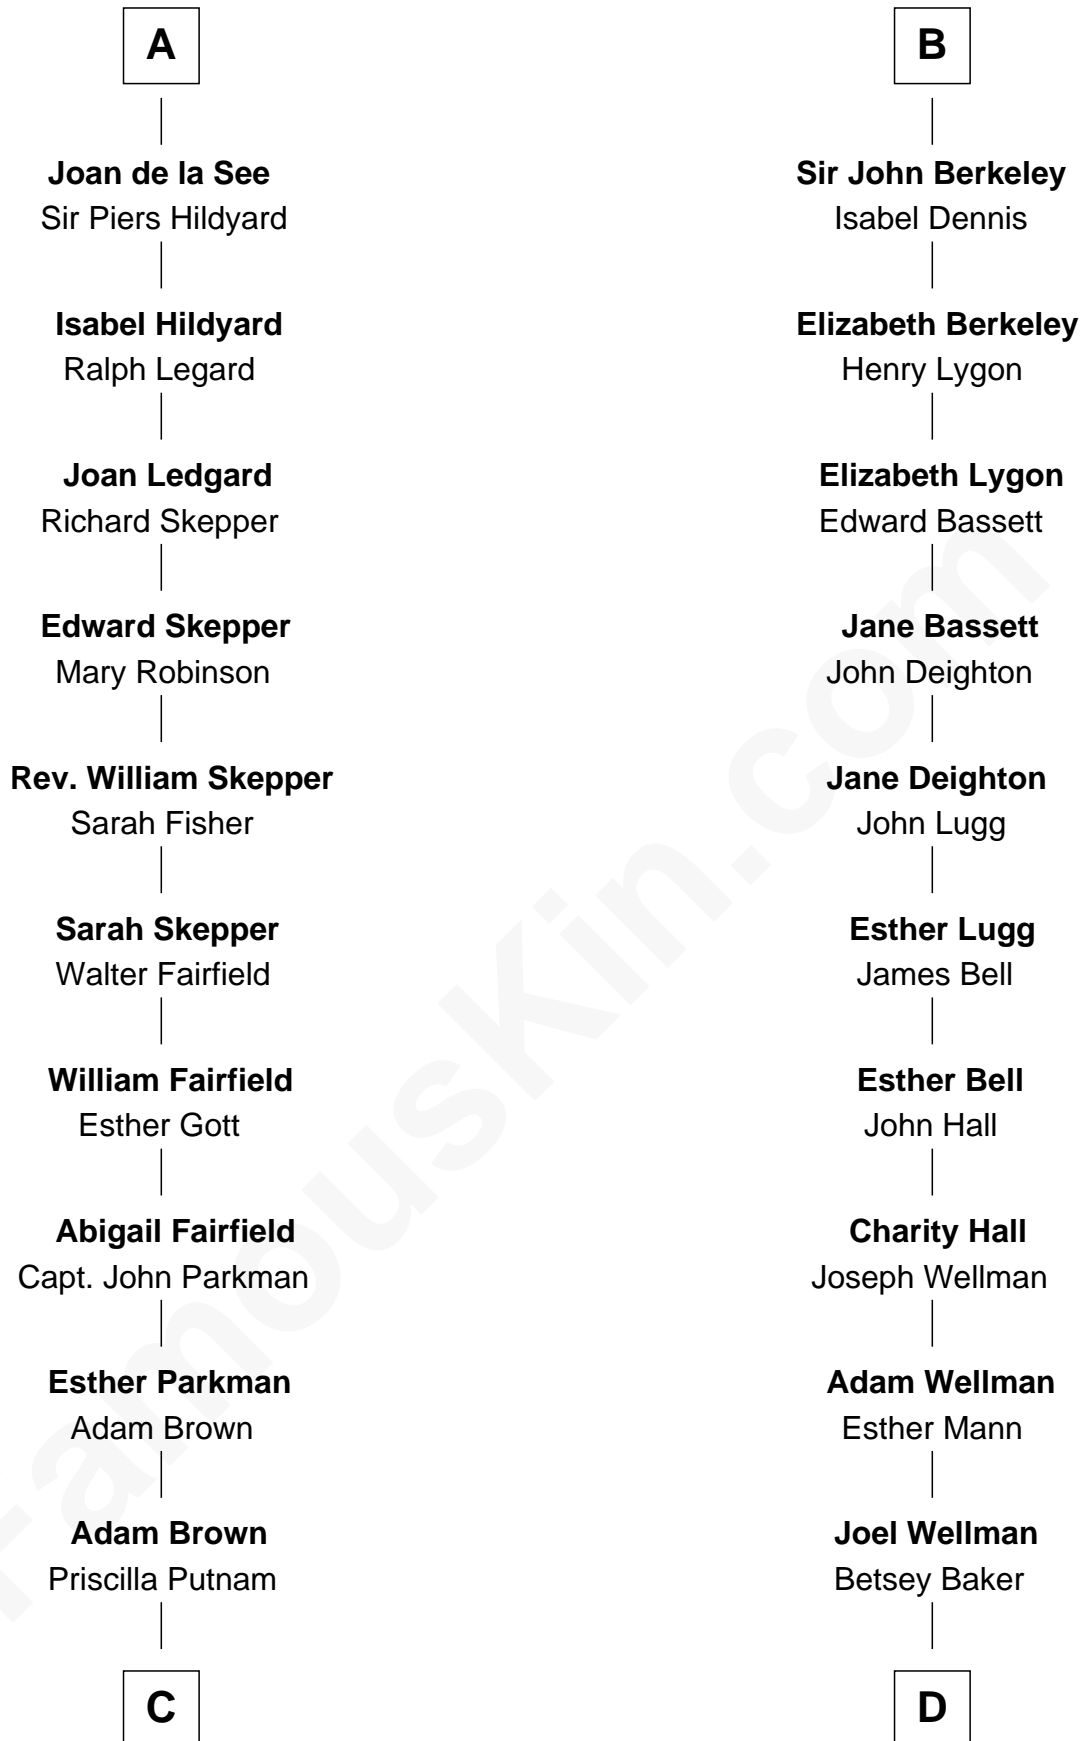 A
Joan de la See
Sir Piers Hildyard
Isabel Hildyard
Ralph Legard
Joan Ledgard
Richard Skepper
Edward Skepper
Mary Robinson
Rev. William Skepper
Sarah Fisher
Sarah Skepper
Walter Fairfield
William Fairfield
Esther Gott
Abigail Fairfield
Capt. John Parkman
Esther Parkman
Adam Brown
Adam Brown
Priscilla Putnam
C
B
Sir John Berkeley
Isabel Dennis
Elizabeth Berkeley
Henry Lygon
Elizabeth Lygon
Edward Bassett
Jane Bassett
John Deighton
Jane Deighton
John Lugg
Esther Lugg
James Bell
Esther Bell
John Hall
Charity Hall
Joseph Wellman
Adam Wellman
Esther Mann
Joel Wellman
Betsey Baker
D
FamousKin.com